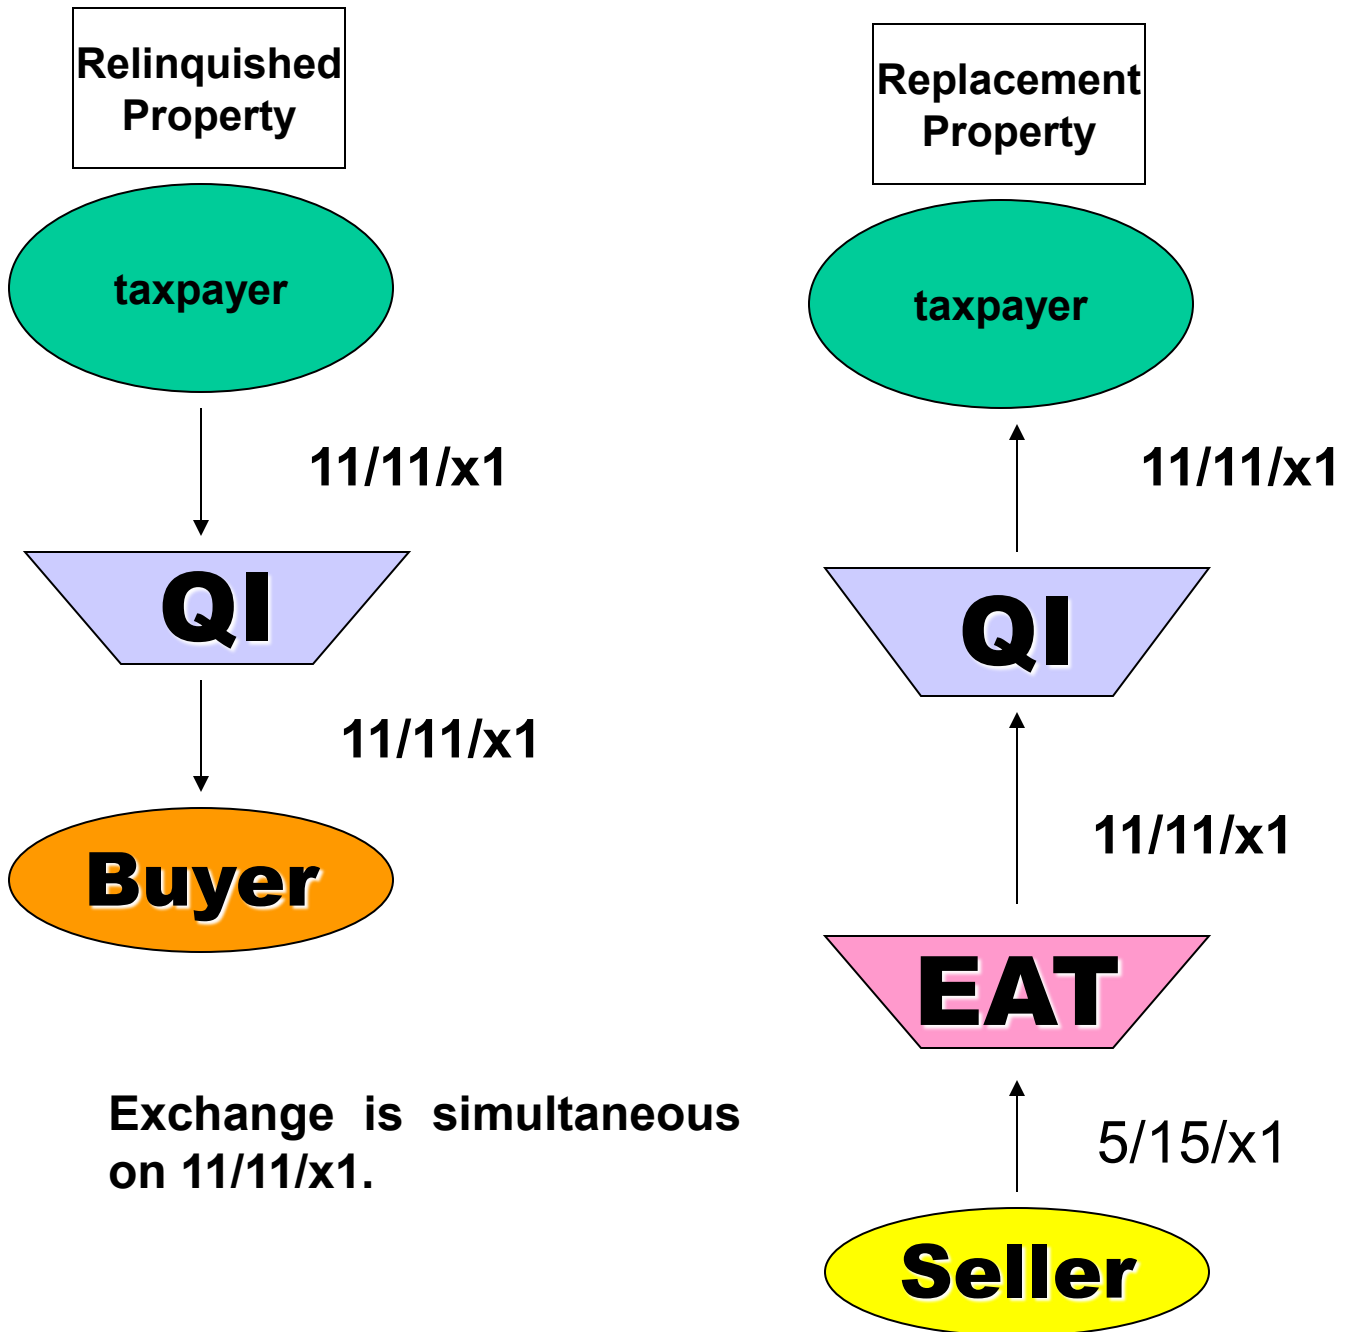 Relinquished
Property
taxpayer
11/11/x1
QI
11/11/x1
Buyer
Exchange is simultaneous
on 11/11/x1.
Replacement
Property
taxpayer
11/11/x1
QI
11/11/x1
EAT
5/15/x1
Seller